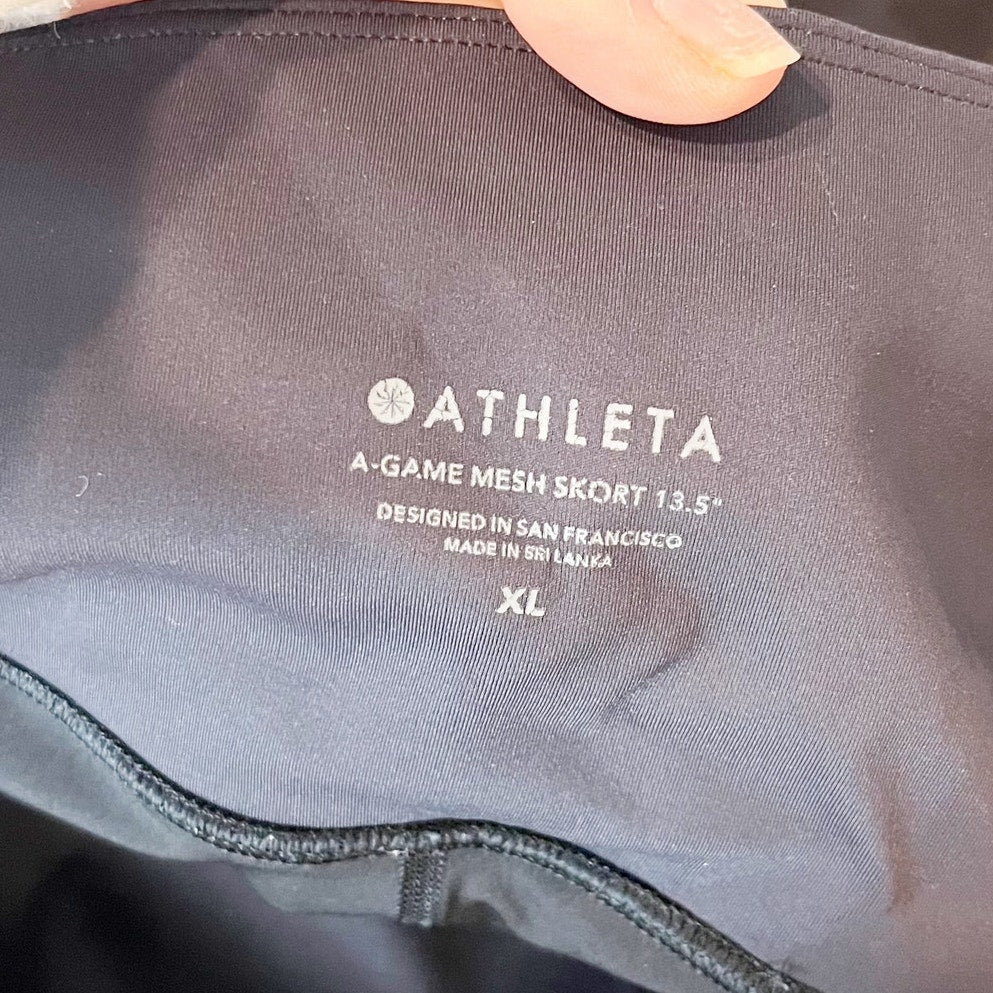 ATHLETA
A-GAME MESH SKORT 13.5"
DESIGNED IN SAN FRANCISCO
MADE IN SRI LANKA
XL